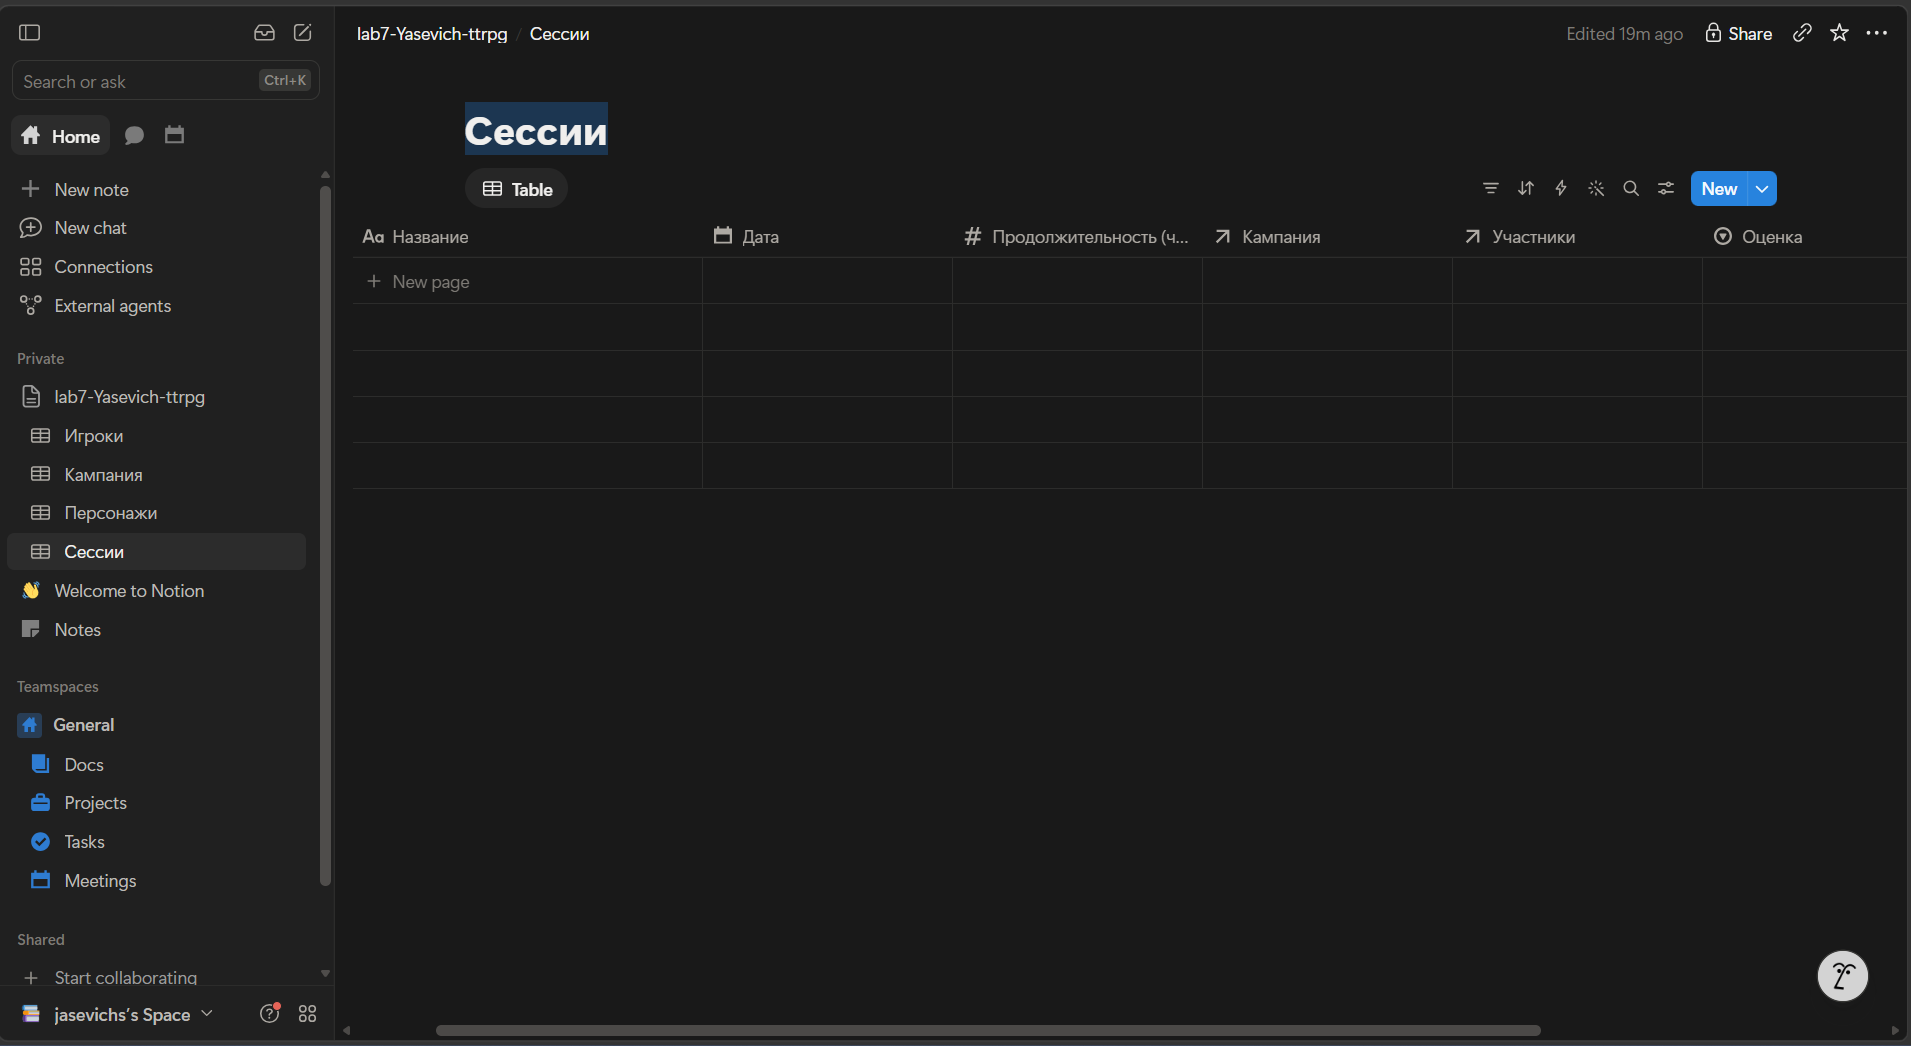 lab7-Yasevich-ttrpg / Сессии
Edited 19m ago
Share
Search or ask
Ctrl+K
Home
New note
New chat
Connections
External agents
Private
lab7-Yasevich-ttrpg
Игроки
Кампания
Персонажи
Сессии
Welcome to Notion
Notes
Teamspaces
General
Docs
Projects
Tasks
Meetings
Shared
Start collaborating
jasevichs's Space
Сессии
Table
New
Aa Название
Дата
# Продолжительность (ч...
Кампания
Участники
Оценка
New page